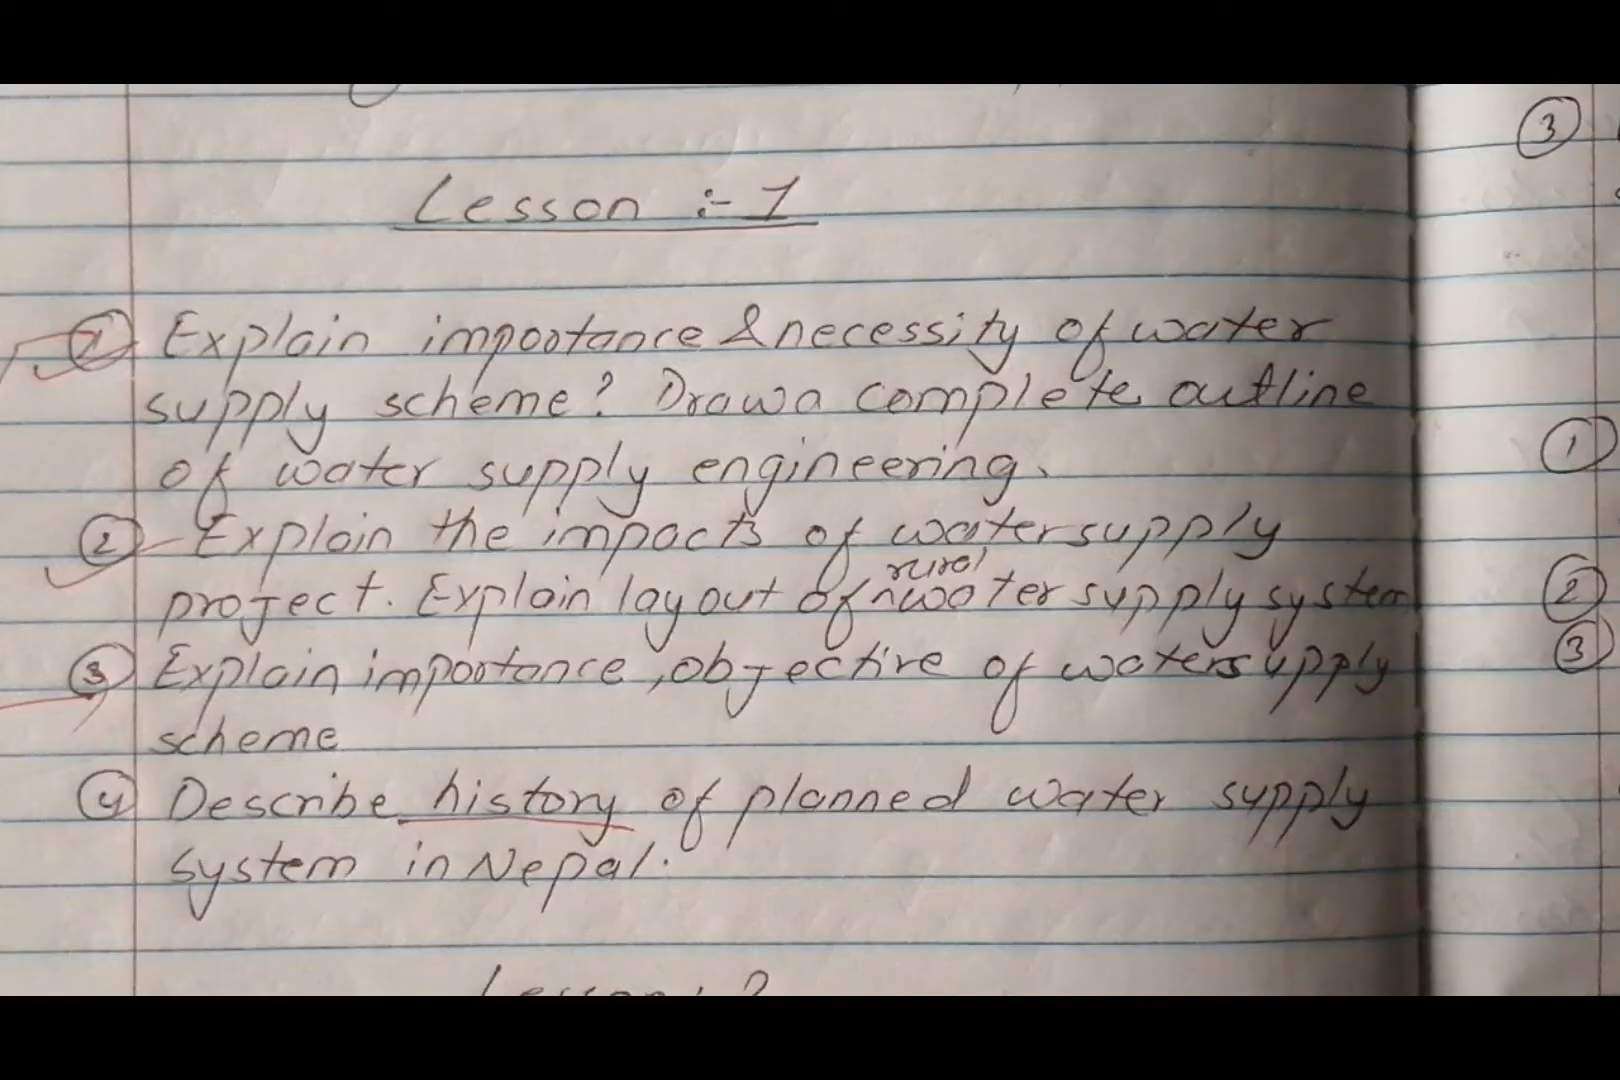 Lesson :- 1
① Explain importance & necessity of water
supply scheme? Draw a complete outline
of water supply engineering.
② Explain the impacts of water supply
project. Explain layout of rural water supply system
③ Explain importance, objective of water supply
scheme
④ Describe history of planned water supply
system in Nepal.
③
①
②
③